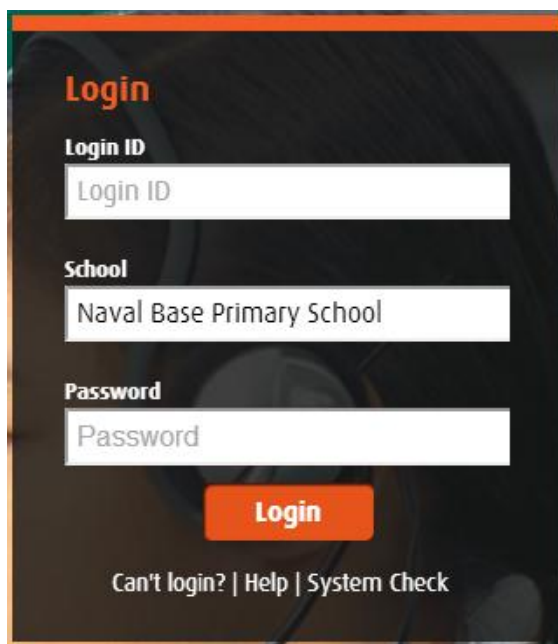 Login
Login ID
Login ID
School
Naval Base Primary School
Password
Password
Login
Can't login? | Help | System Check